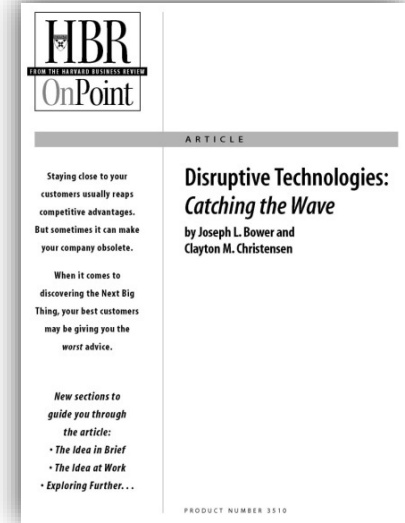 HBR
FROM THE HARVARD BUSINESS REVIEW
OnPoint
ARTICLE
Staying close to your
customers usually reaps
competitive advantages.
But sometimes it can make
your company obsolete.
When it comes to
discovering the Next Big
Thing, your best customers
may be giving you the
worst advice.
New sections to
guide you through
the article:
• The Idea in Brief
• The Idea at Work
• Exploring Further. . .
Disruptive Technologies:
Catching the Wave
by Joseph L. Bower and
Clayton M. Christensen
PRODUCT NUMBER 3510